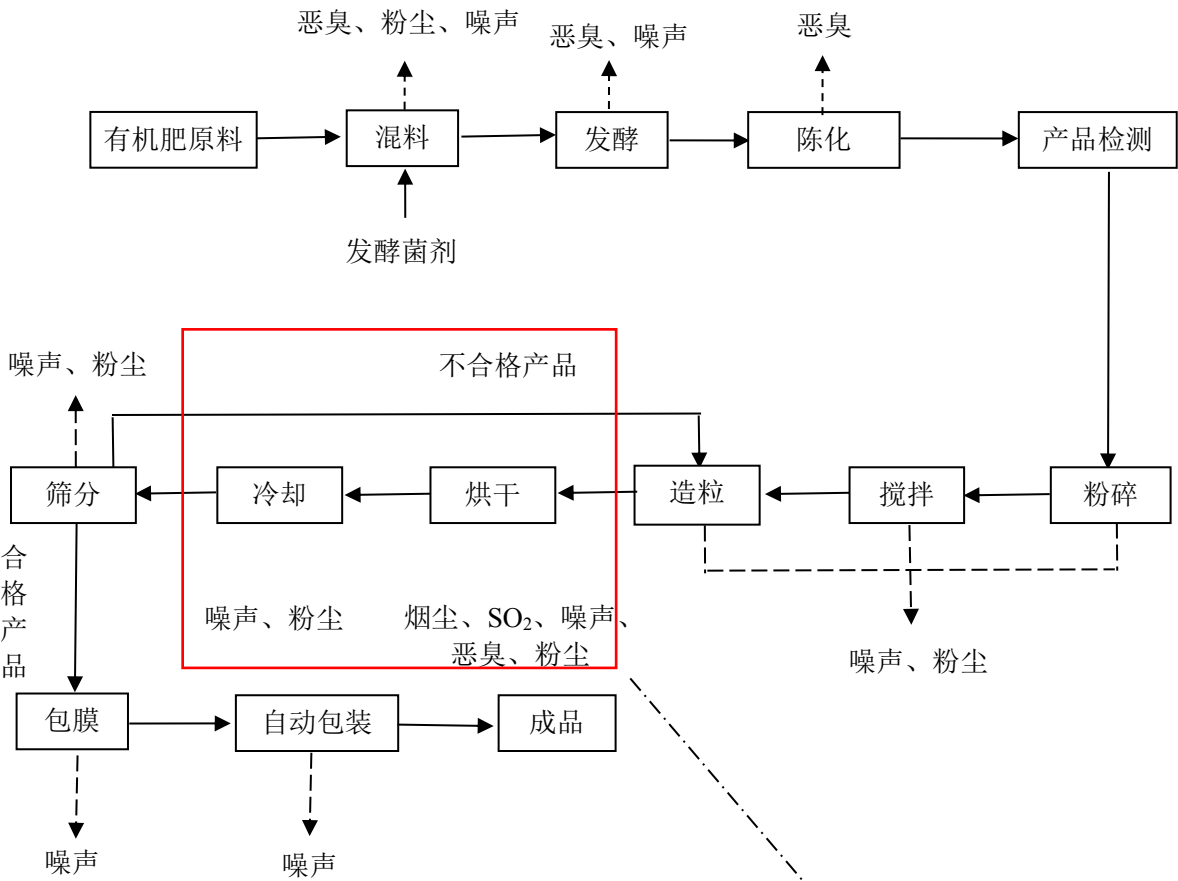 恶臭、粉尘、噪声
恶臭、噪声
恶臭
有机肥原料
混料
发酵
陈化
产品检测
发酵菌剂
噪声、粉尘
不合格产品
筛分
冷却
烘干
造粒
搅拌
粉碎
合格产品
噪声、粉尘
烟尘、SO₂、噪声、
恶臭、粉尘
噪声、粉尘
包膜
自动包装
成品
噪声
噪声